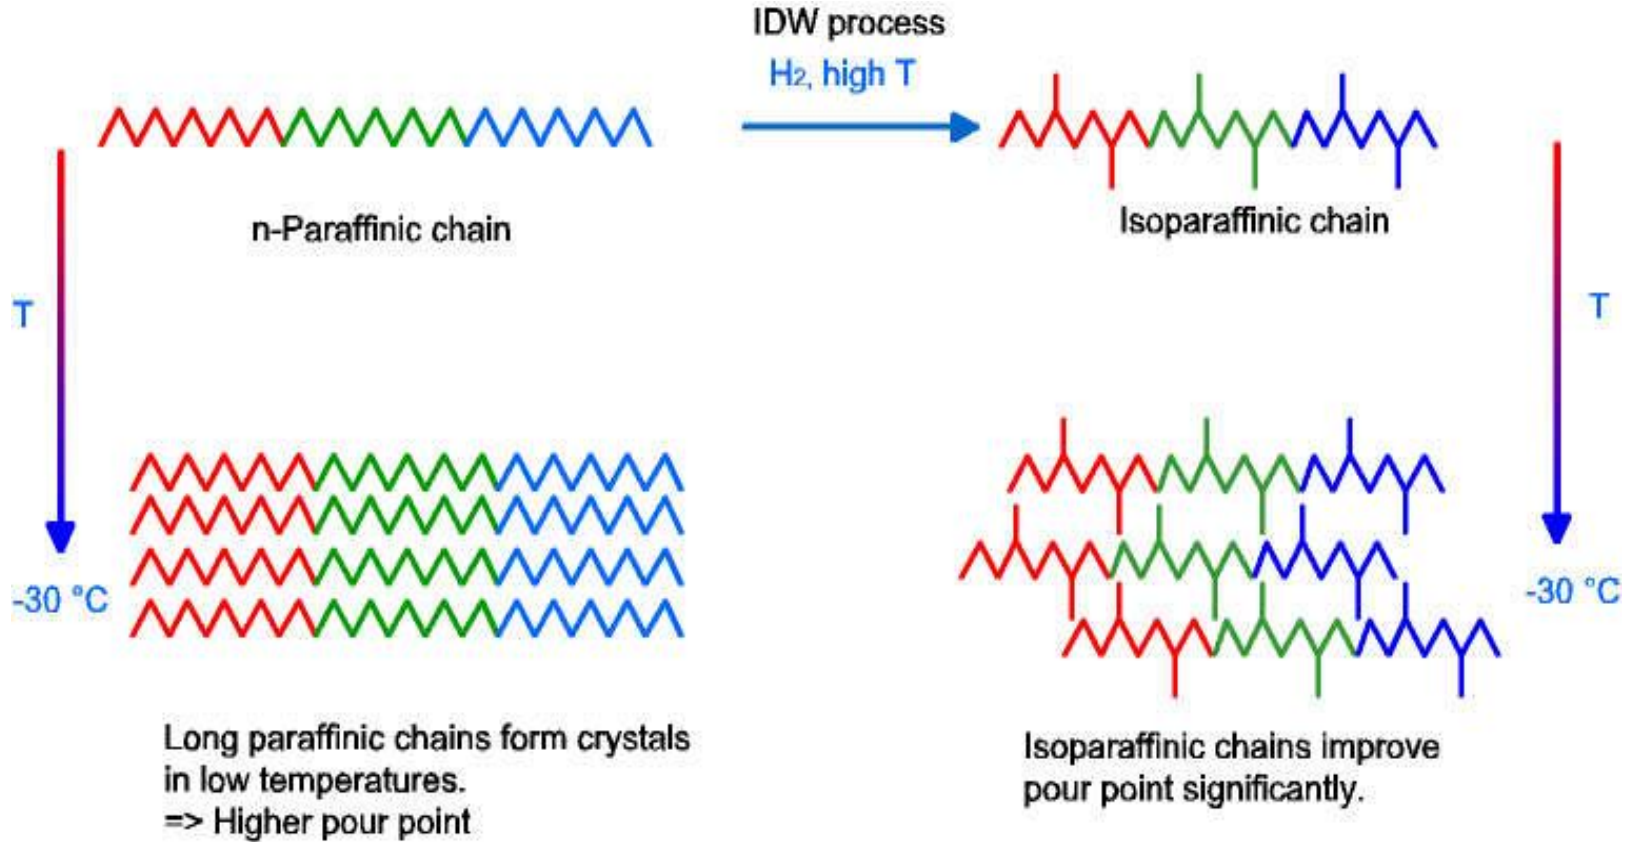 IDW process
H2, high T
n-Paraffinic chain
Isoparaffinic chain
T
T
-30 °C
-30 °C
Long paraffinic chains form crystals
in low temperatures.
=> Higher pour point
Isoparaffinic chains improve
pour point significantly.